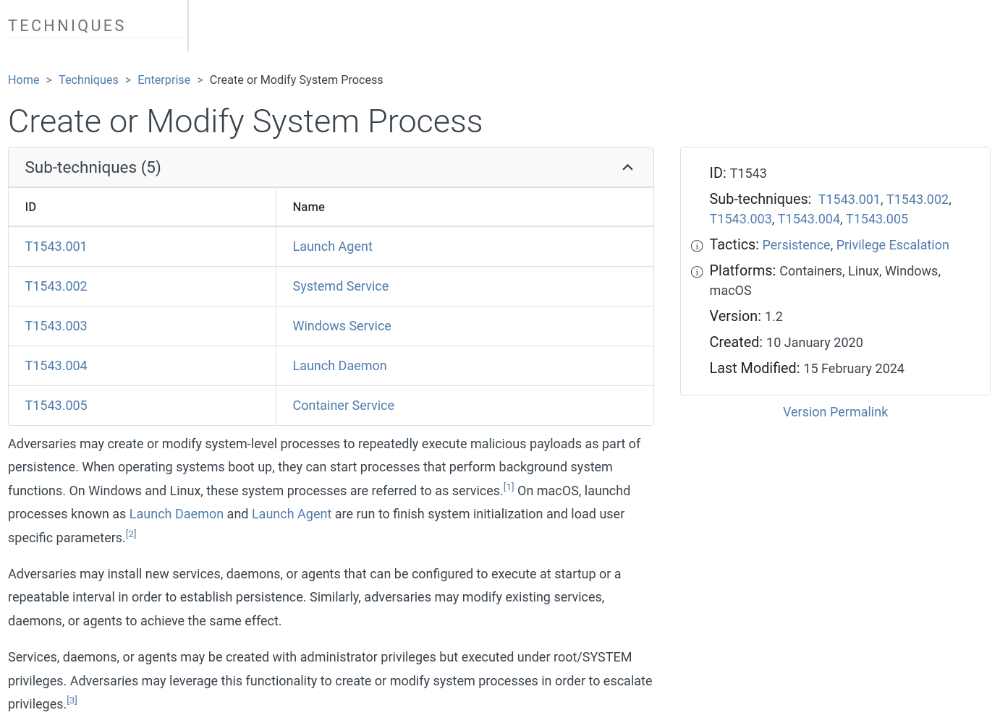 TECHNIQUES
Home > Techniques > Enterprise > Create or Modify System Process
Create or Modify System Process
Sub-techniques (5)
ID Name
T1543.001 Launch Agent
T1543.002 Systemd Service
T1543.003 Windows Service
T1543.004 Launch Daemon
T1543.005 Container Service
ID: T1543
Sub-techniques: T1543.001, T1543.002,
T1543.003, T1543.004, T1543.005
Tactics: Persistence, Privilege Escalation
Platforms: Containers, Linux, Windows,
macOS
Version: 1.2
Created: 10 January 2020
Last Modified: 15 February 2024
Version Permalink
Adversaries may create or modify system-level processes to repeatedly execute malicious payloads as part of
persistence. When operating systems boot up, they can start processes that perform background system
functions. On Windows and Linux, these system processes are referred to as services.[1] On macOS, launchd
processes known as Launch Daemon and Launch Agent are run to finish system initialization and load user
specific parameters.[2]
Adversaries may install new services, daemons, or agents that can be configured to execute at startup or a
repeatable interval in order to establish persistence. Similarly, adversaries may modify existing services,
daemons, or agents to achieve the same effect.
Services, daemons, or agents may be created with administrator privileges but executed under root/SYSTEM
privileges. Adversaries may leverage this functionality to create or modify system processes in order to escalate
privileges.[3]